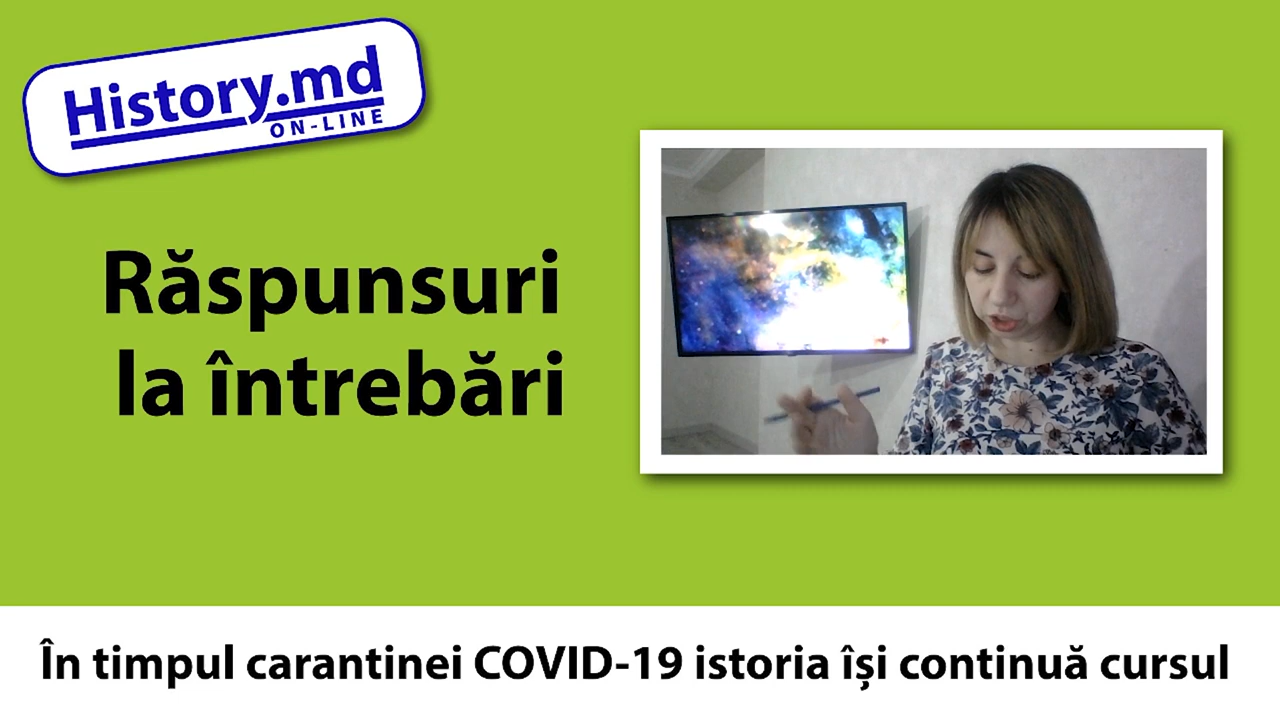 History.md
ON-LINE
Răspunsuri
la întrebări
În timpul carantinei COVID-19 istoria își continuă cursul